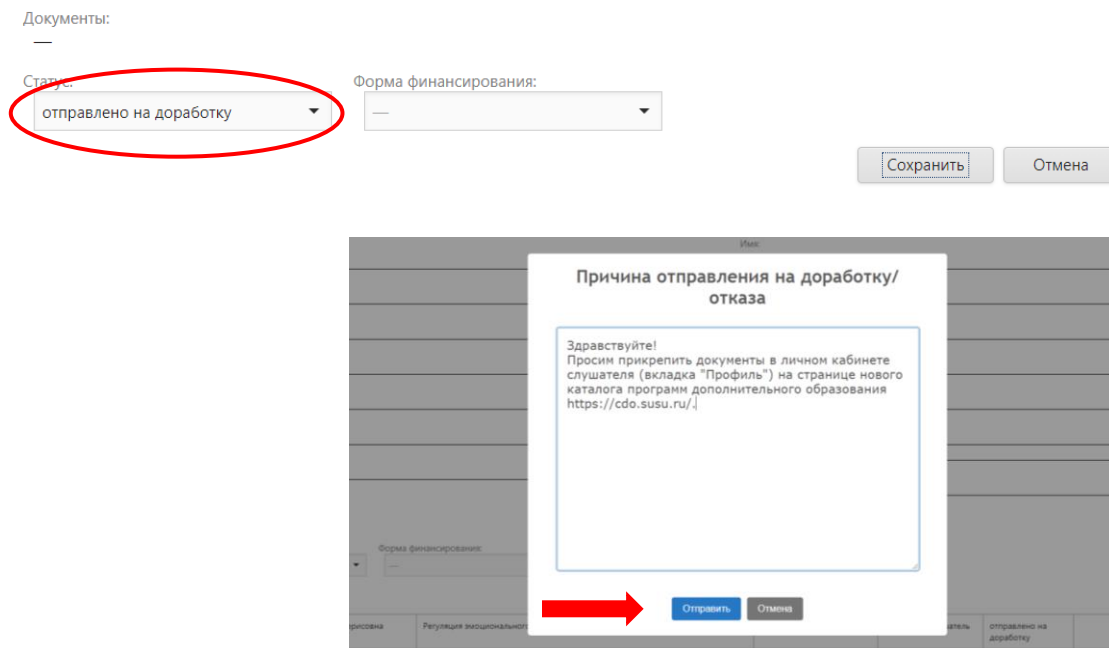 Документы:
—
Статус:
Форма финансирования:
отправлено на доработку
—
Сохранить
Отмена
Имя:
Причина отправления на доработку/
отказа
Здравствуйте!
Просим прикрепить документы в личном кабинете
слушателя (вкладка "Профиль") на странице нового
каталога программ дополнительного образования
https://cdo.susu.ru/.
Форма финансирования:
—
Отправить
Отмена
Регуляция эмоционального
отправлено на
доработку